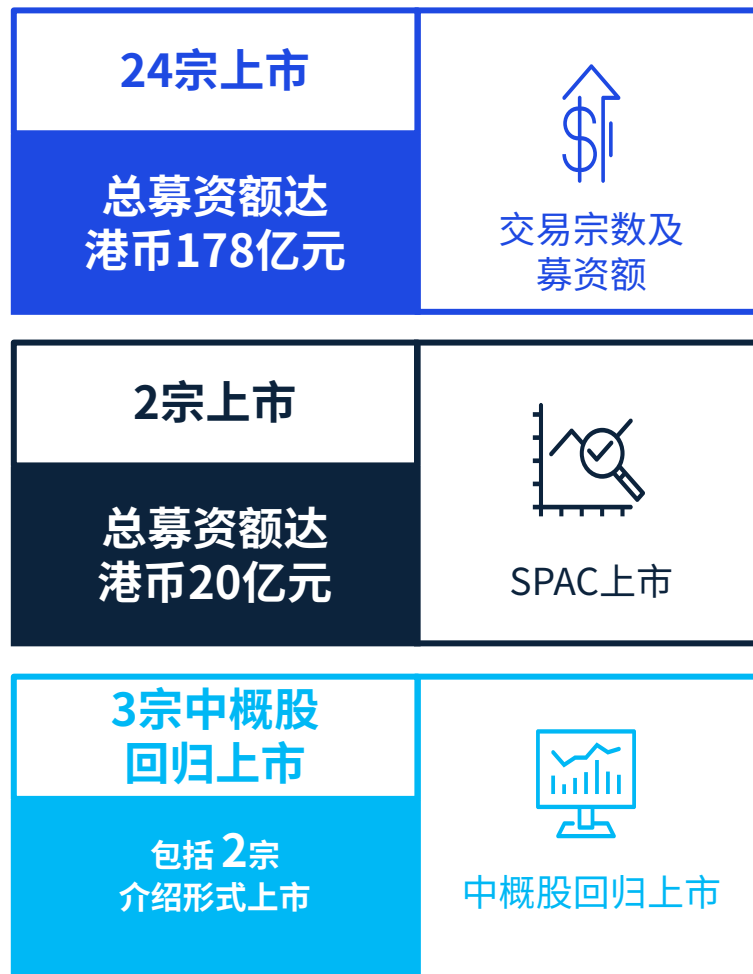 24宗上市
总募资额达
港币178亿元
交易宗数及
募资额
2宗上市
总募资额达
港币20亿元
SPAC上市
3宗中概股
回归上市
包括 2宗
介绍形式上市
中概股回归上市